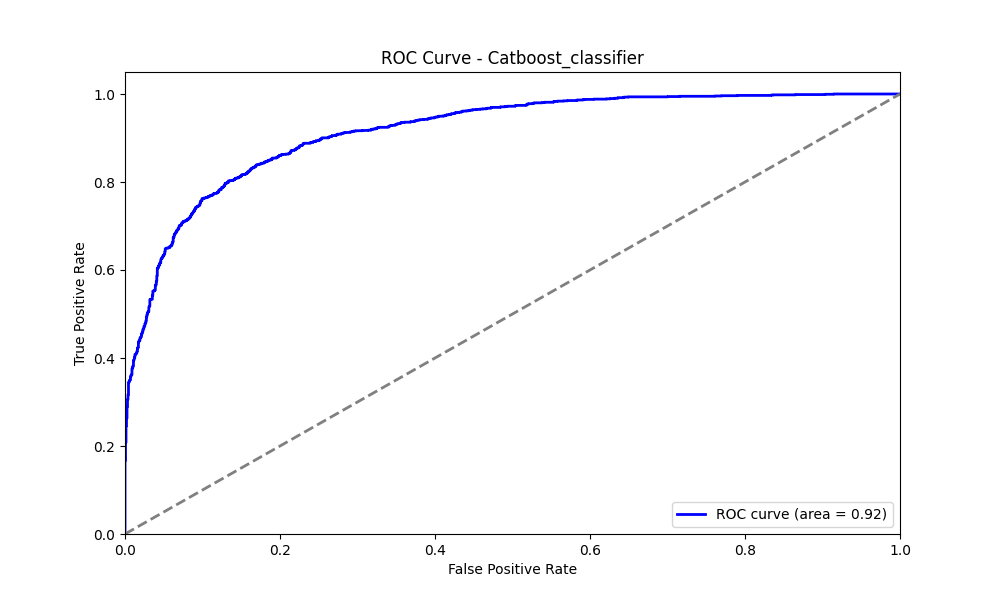 ROC Curve - Catboost_classifier
True Positive Rate
1.0
0.8
0.6
0.4
0.2
0.0
ROC curve (area = 0.92)
0.0 0.2 0.4 0.6 0.8 1.0
False Positive Rate